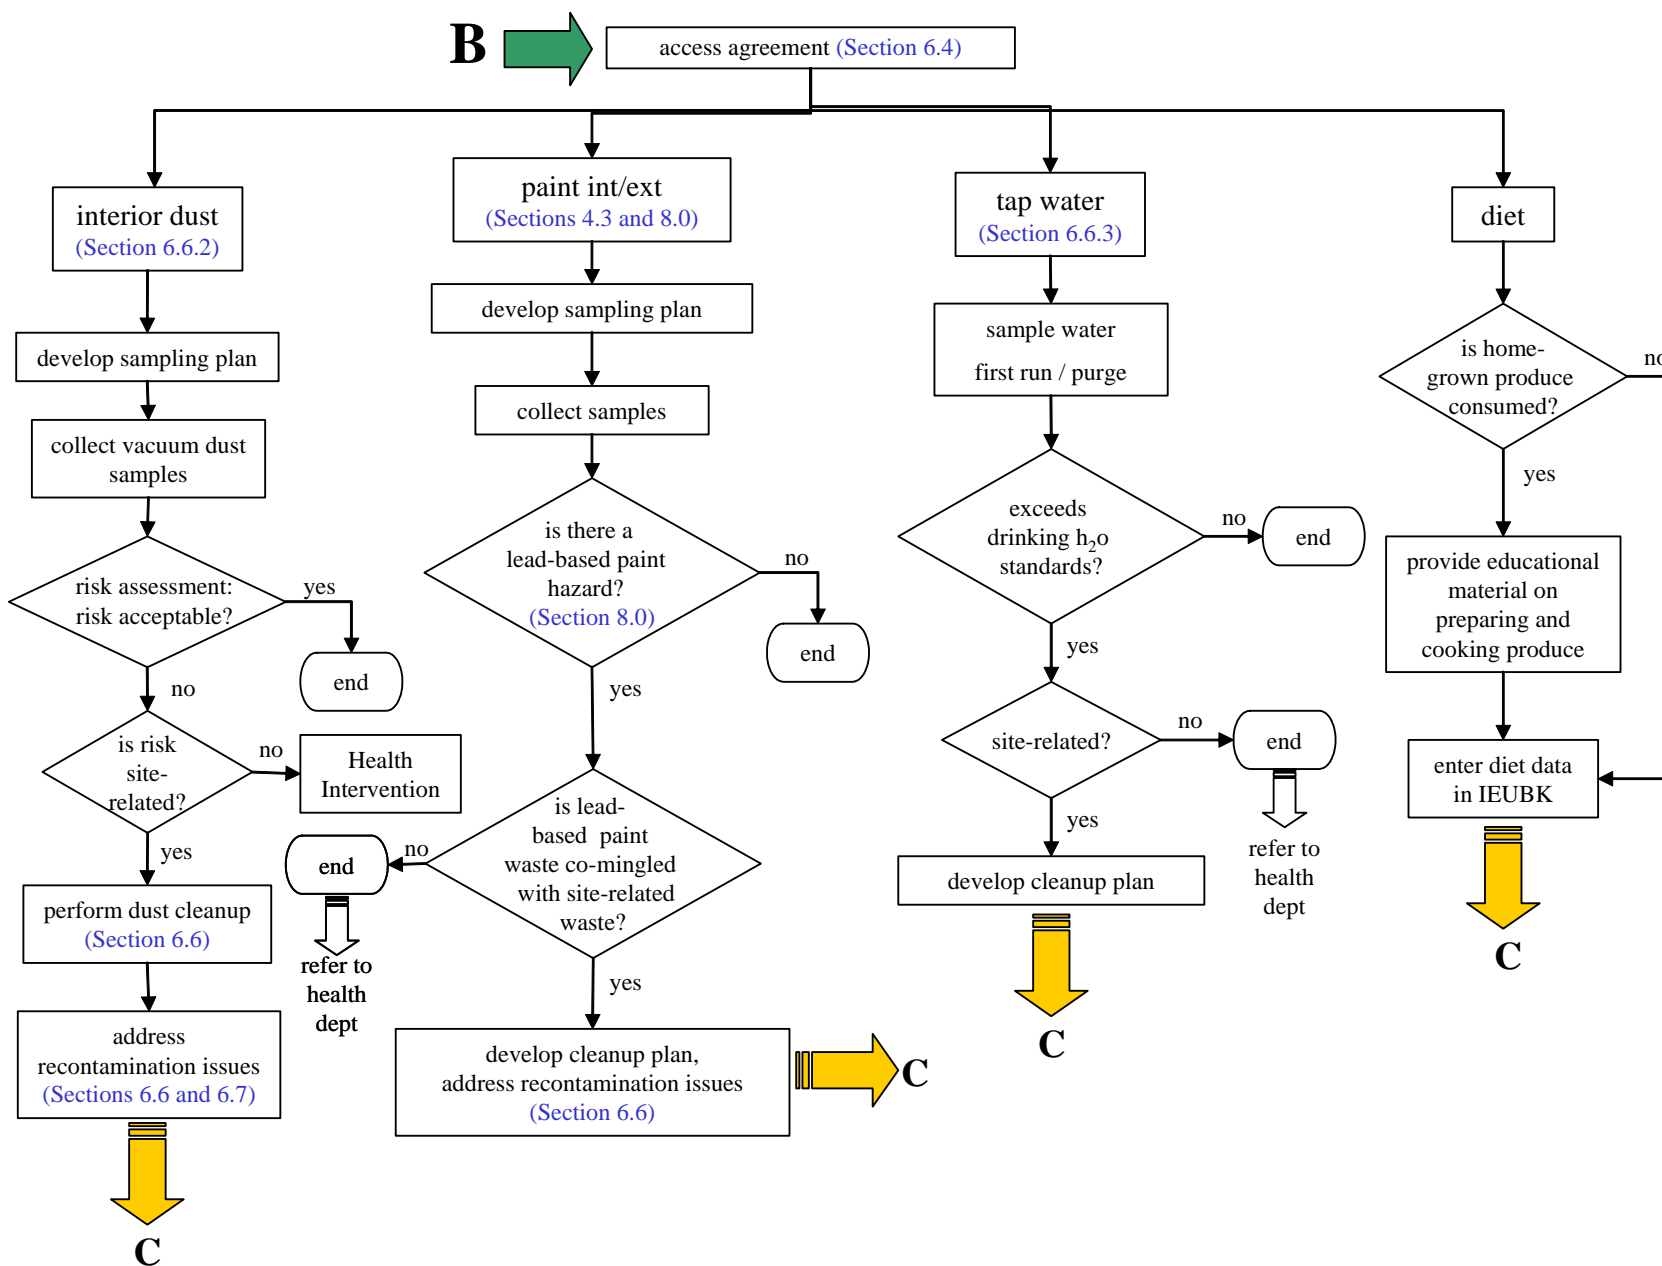 B
access agreement (Section 6.4)
interior dust
(Section 6.6.2)
develop sampling plan
collect vacuum dust
samples
risk assessment:
risk acceptable?
yes
end
no
is risk
site-
related?
no
Health
Intervention
yes
perform dust cleanup
(Section 6.6)
address
recontamination issues
(Sections 6.6 and 6.7)
C
paint int/ext
(Sections 4.3 and 8.0)
develop sampling plan
collect samples
is there a
lead-based paint
hazard?
(Section 8.0)
no
end
yes
is lead-
based paint
waste co-mingled
with site-related
waste?
no
end
refer to
health
dept
yes
develop cleanup plan,
address recontamination issues
(Section 6.6)
C
tap water
(Section 6.6.3)
sample water
first run / purge
exceeds
drinking h₂o
standards?
no
end
yes
site-related?
no
end
refer to
health
dept
yes
develop cleanup plan
C
diet
is home-
grown produce
consumed?
no
yes
provide educational
material on
preparing and
cooking produce
enter diet data
in IEUBK
C